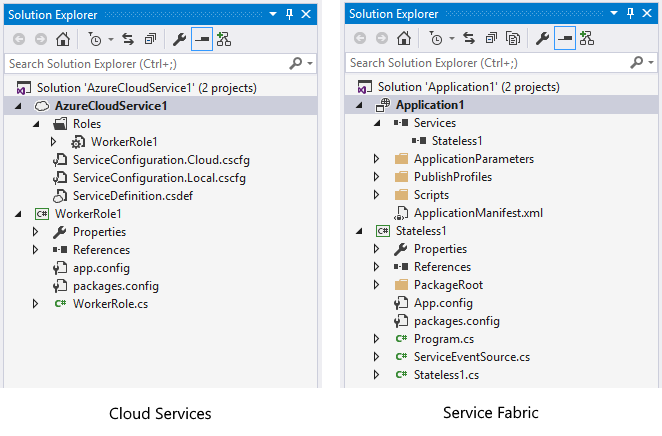 Solution Explorer
Search Solution Explorer (Ctrl+;)
Solution 'AzureCloudService1' (2 projects)
AzureCloudService1
Roles
WorkerRole1
ServiceConfiguration.Cloud.cscfg
ServiceConfiguration.Local.cscfg
ServiceDefinition.csdef
C# WorkerRole1
Properties
References
app.config
packages.config
C# WorkerRole.cs
Cloud Services
Solution Explorer
Search Solution Explorer (Ctrl+;)
Solution 'Application1' (2 projects)
Application1
Services
Stateless1
ApplicationParameters
PublishProfiles
Scripts
ApplicationManifest.xml
C# Stateless1
Properties
References
PackageRoot
App.config
packages.config
C# Program.cs
C# ServiceEventSource.cs
C# Stateless1.cs
Service Fabric